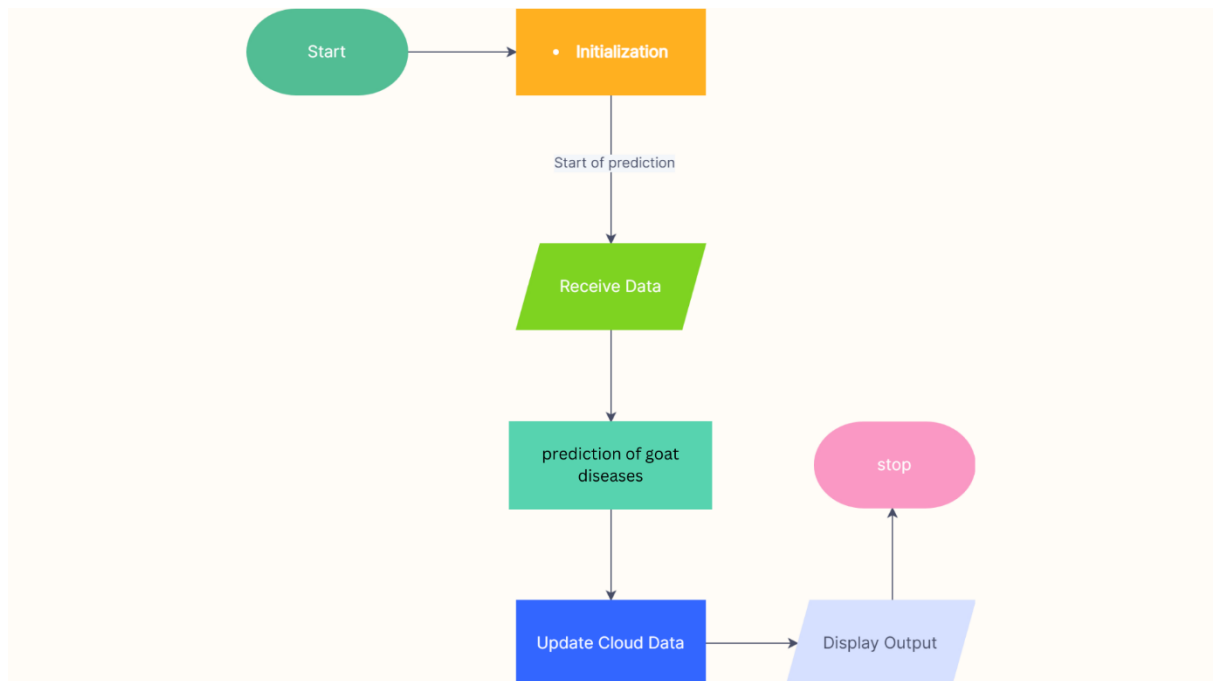 Start
• Initialization
Start of prediction
Receive Data
prediction of goat
diseases
stop
Update Cloud Data
Display Output